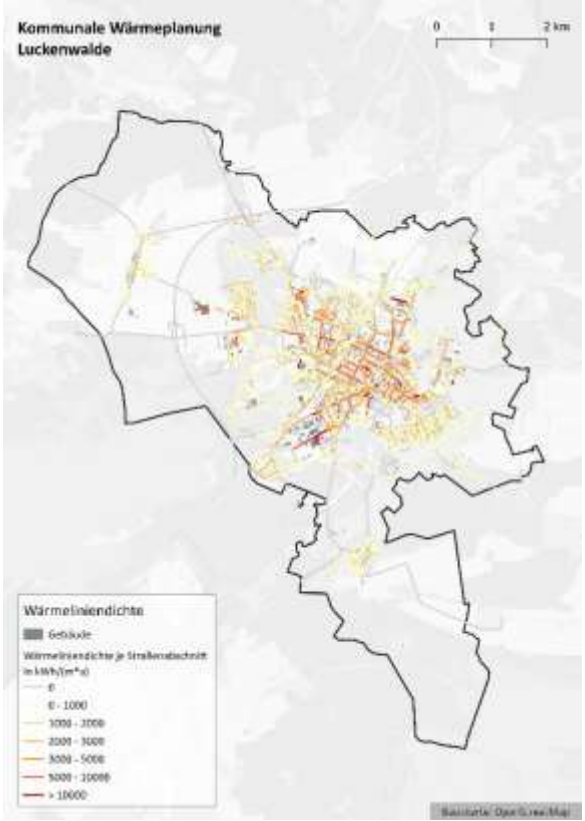 Kommunale Wärmeplanung
Luckenwalde
0 1 2 km
Wärmeliniendichte
Gebäude
Wärmeliniendichte je Straßenabschnitt
in kWh/(m*a)
0
0 - 1000
1000 - 2000
2000 - 3000
3000 - 5000
5000 - 10000
> 10000
Basiskarte: OpenStreetMap